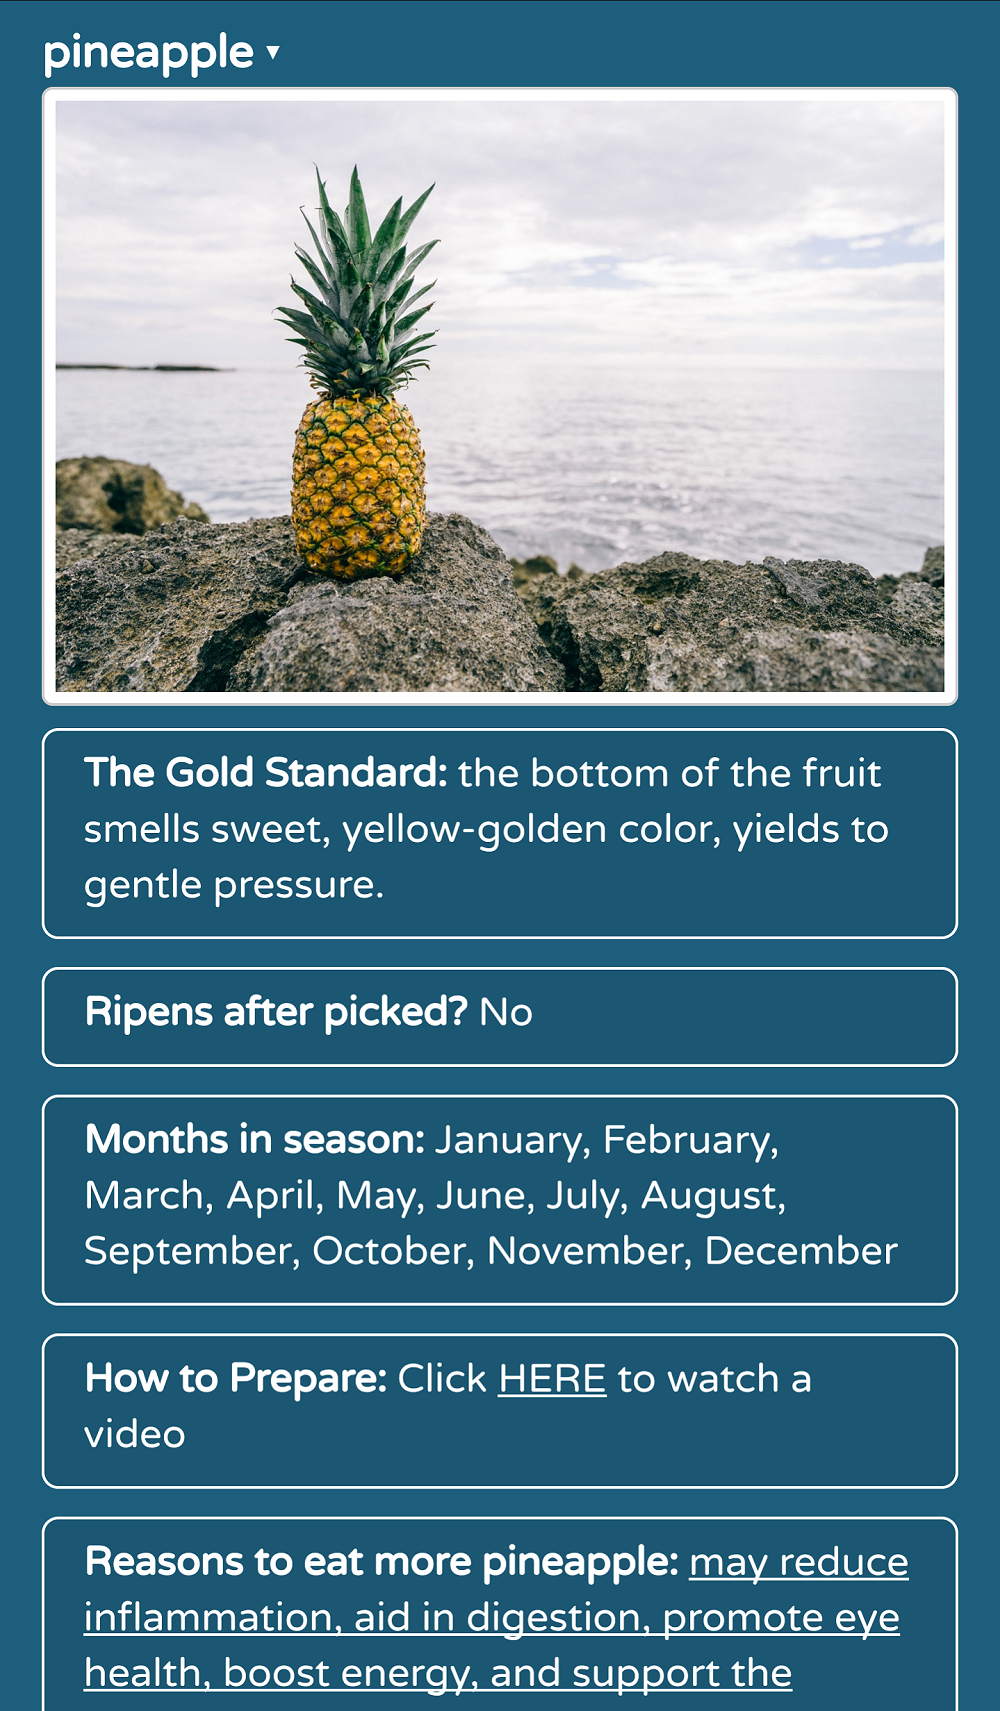 pineapple ▾
The Gold Standard: the bottom of the fruit
smells sweet, yellow-golden color, yields to
gentle pressure.
Ripens after picked? No
Months in season: January, February,
March, April, May, June, July, August,
September, October, November, December
How to Prepare: Click HERE to watch a
video
Reasons to eat more pineapple: may reduce
inflammation, aid in digestion, promote eye
health, boost energy, and support the